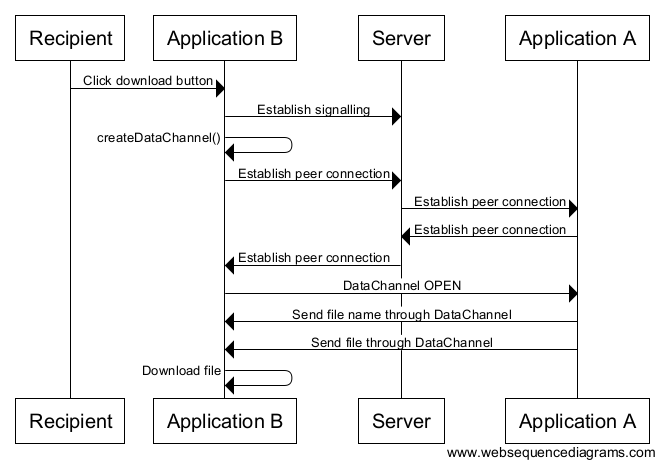 Recipient
Application B
Server
Application A
Click download button
Establish signalling
createDataChannel()
Establish peer connection
Establish peer connection
Establish peer connection
Establish peer connection
DataChannel OPEN
Send file name through DataChannel
Send file through DataChannel
Download file
Recipient
Application B
Server
Application A
www.websequencediagrams.com